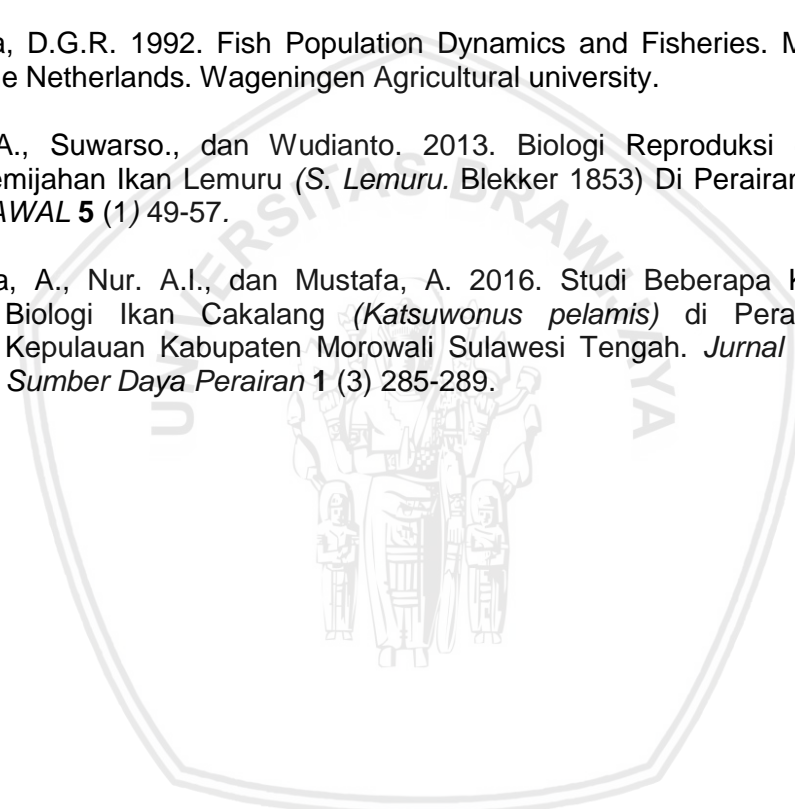 a, D.G.R. 1992. Fish Population Dynamics and Fisheries. M
e Netherlands. Wageningen Agricultural university.
A., Suwarso., dan Wudianto. 2013. Biologi Reproduksi
emijahan Ikan Lemuru (S. Lemuru. Blekker 1853) Di Perairan
AWAL 5 (1) 49-57.
a, A., Nur. A.I., dan Mustafa, A. 2016. Studi Beberapa K
Biologi Ikan Cakalang (Katsuwonus pelamis) di Pera
Kepulauan Kabupaten Morowali Sulawesi Tengah. Jurnal
Sumber Daya Perairan 1 (3) 285-289.
UNIVERSITAS BRAWIJAYA